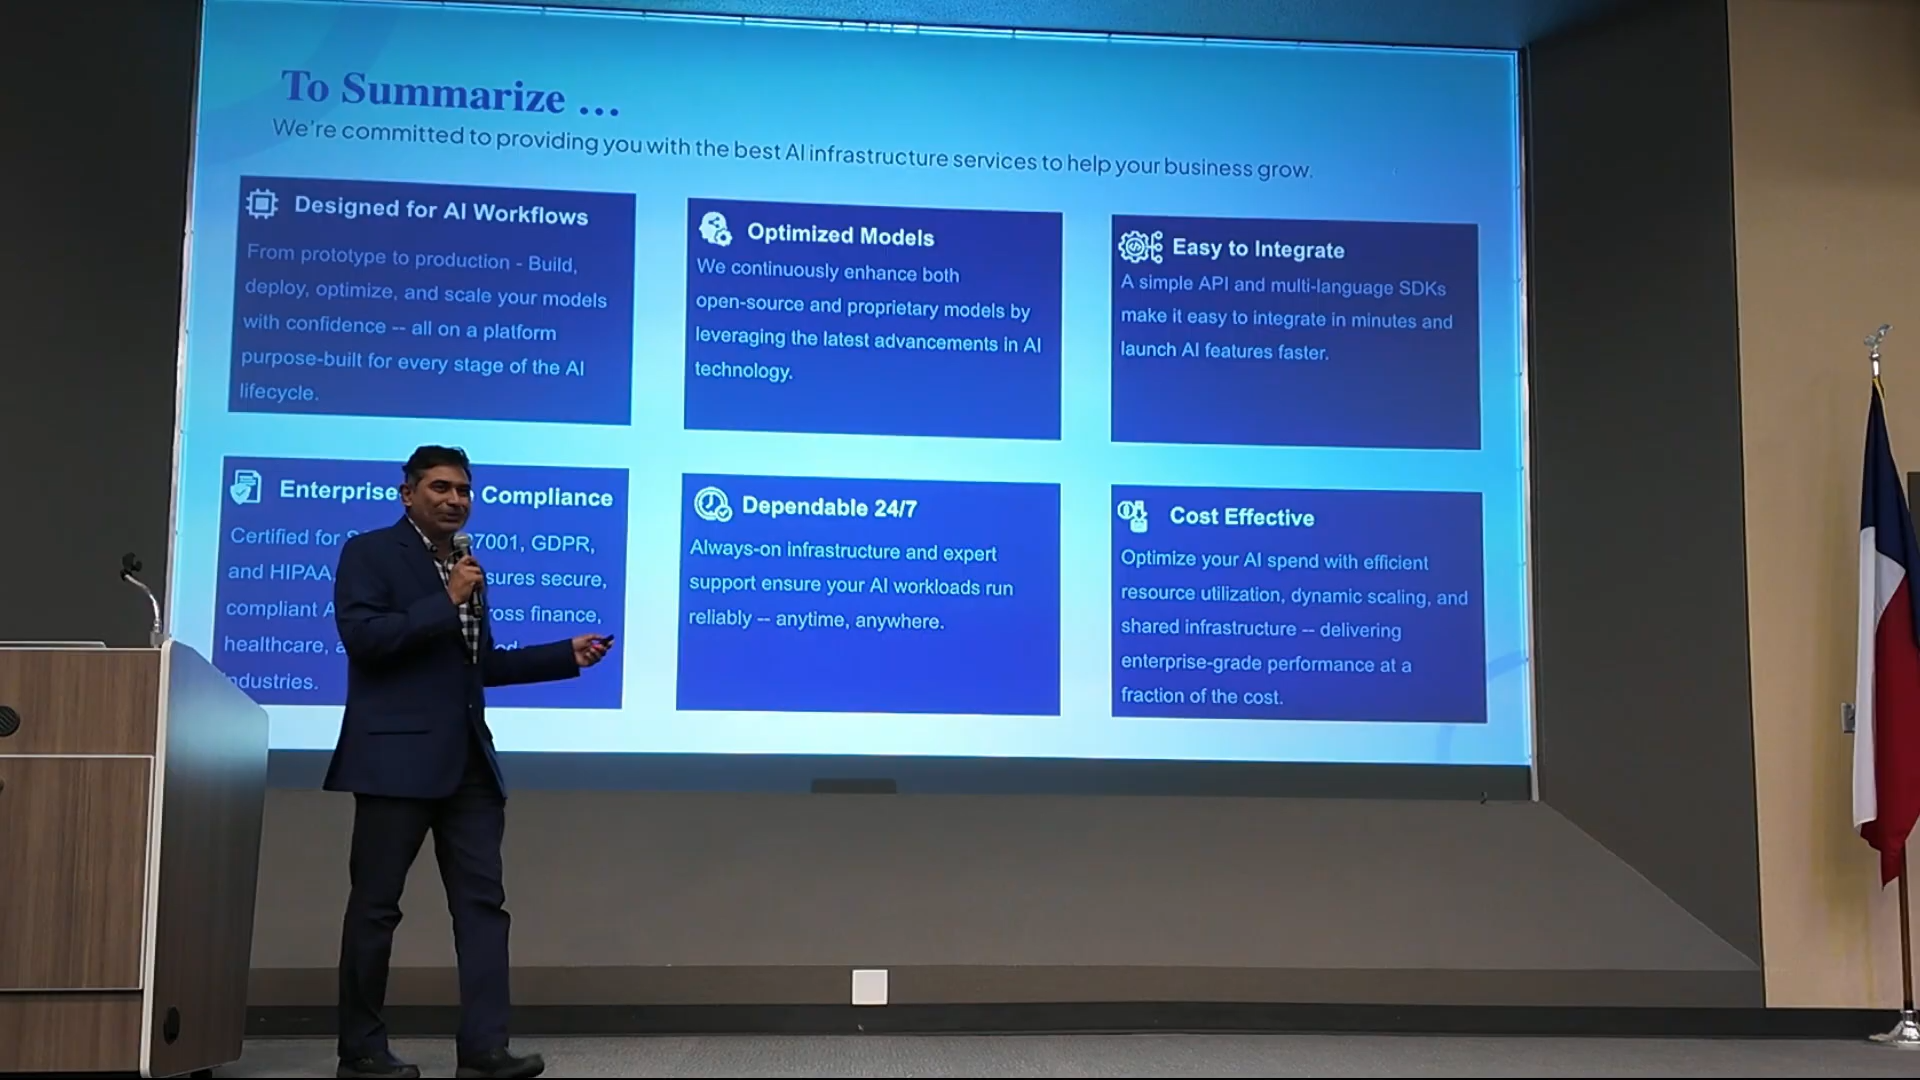 To Summarize ...
We're committed to providing you with the best AI infrastructure services to help your business grow.
Designed for AI Workflows
From prototype to production - Build,
deploy, optimize, and scale your models
with confidence -- all on a platform
purpose-built for every stage of the AI
lifecycle.
Optimized Models
We continuously enhance both
open-source and proprietary models by
leveraging the latest advancements in AI
technology.
Easy to Integrate
A simple API and multi-language SDKs
make it easy to integrate in minutes and
launch AI features faster.
Enterprise Compliance
Certified for 7001, GDPR,
and HIPAA secure,
compliant finance,
healthcare,
industries.
Dependable 24/7
Always-on infrastructure and expert
support ensure your AI workloads run
reliably -- anytime, anywhere.
Cost Effective
Optimize your AI spend with efficient
resource utilization, dynamic scaling, and
shared infrastructure -- delivering
enterprise-grade performance at a
fraction of the cost.